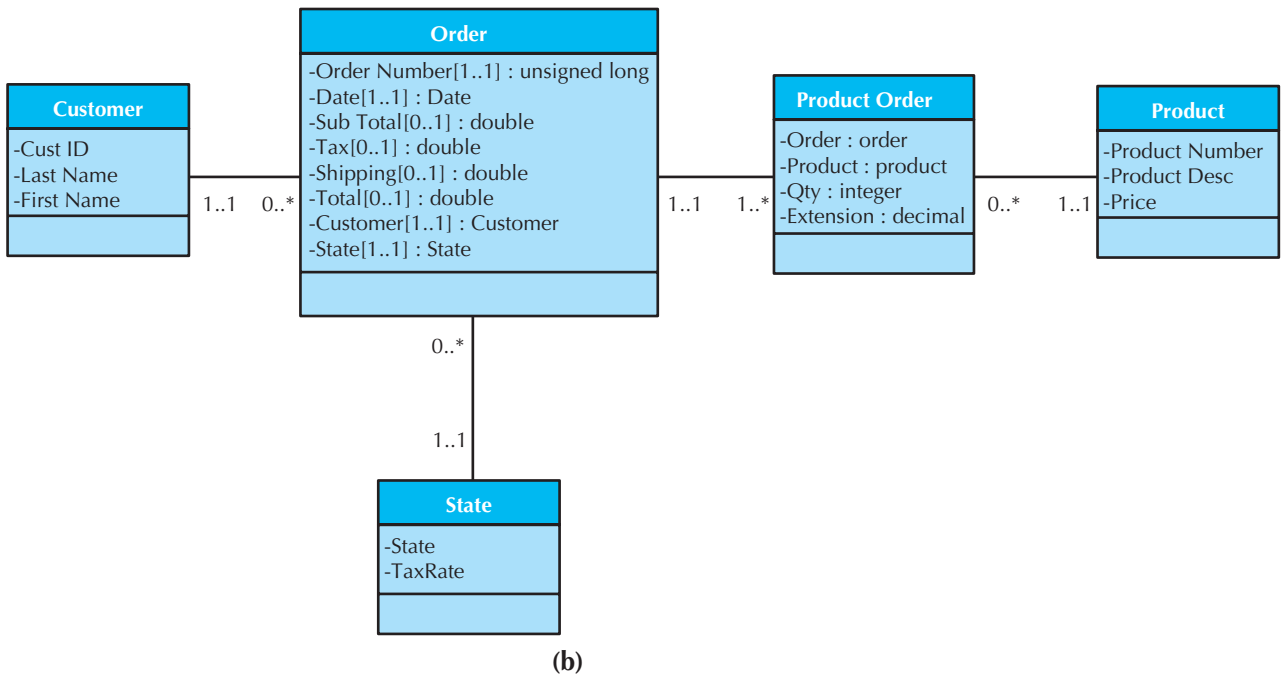 Order
-Order Number[1..1] : unsigned long
-Date[1..1] : Date
-Sub Total[0..1] : double
-Tax[0..1] : double
-Shipping[0..1] : double
-Total[0..1] : double
-Customer[1..1] : Customer
-State[1..1] : State
Customer
-Cust ID
-Last Name
-First Name
1..1
0..*
Product Order
-Order : order
-Product : product
-Qty : integer
-Extension : decimal
1..1
1..*
Product
-Product Number
-Product Desc
-Price
0..*
1..1
0..*
1..1
State
-State
-TaxRate
(b)